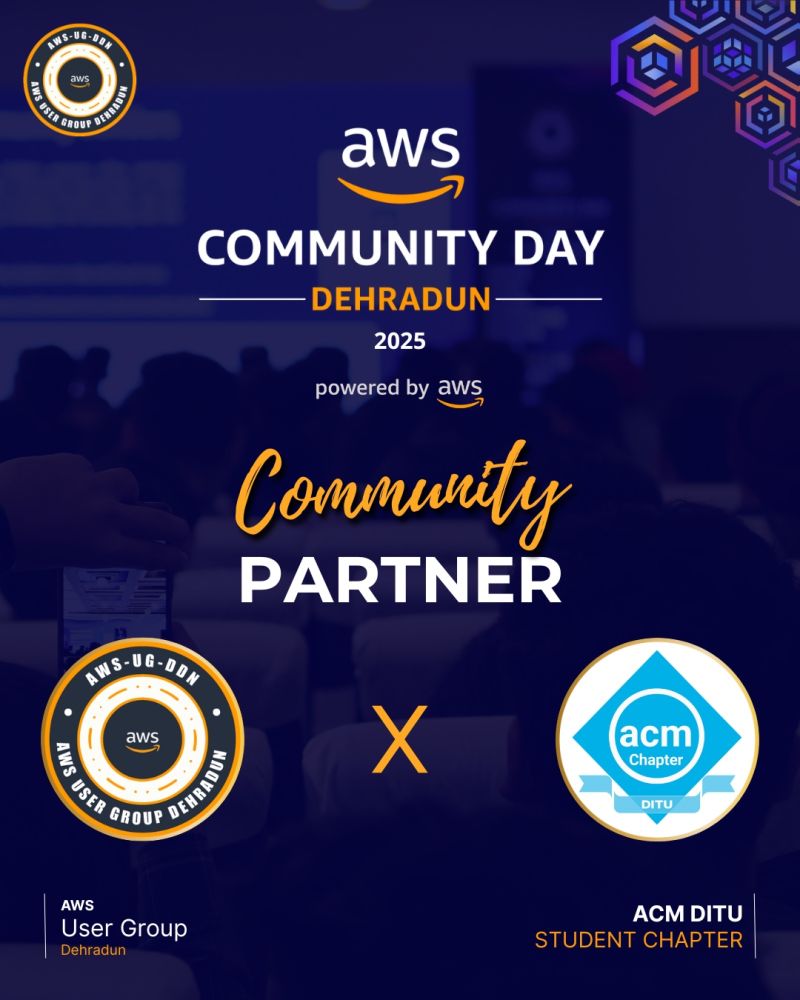 AWS-UG-DDN
aws
AWS USER GROUP DEHRADUN
aws
COMMUNITY DAY
DEHRADUN
2025
powered by aws
Community
PARTNER
AWS-UG-DDN
aws
AWS USER GROUP DEHRADUN
X
acm
Chapter
DITU
AWS
User Group
Dehradun
ACM DITU
STUDENT CHAPTER